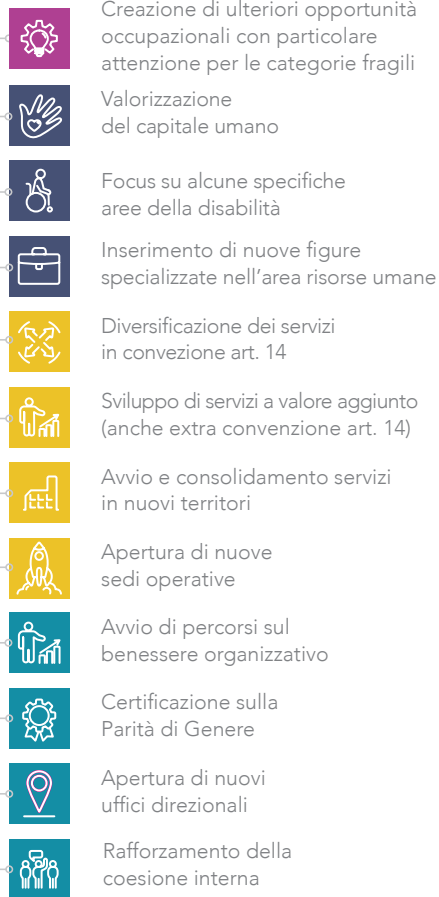 Creazione di ulteriori opportunità
occupazionali con particolare
attenzione per le categorie fragili
Valorizzazione
del capitale umano
Focus su alcune specifiche
aree della disabilità
Inserimento di nuove figure
specializzate nell'area risorse umane
Diversificazione dei servizi
in convezione art. 14
Sviluppo di servizi a valore aggiunto
(anche extra convenzione art. 14)
Avvio e consolidamento servizi
in nuovi territori
Apertura di nuove
sedi operative
Avvio di percorsi sul
benessere organizzativo
Certificazione sulla
Parità di Genere
Apertura di nuovi
uffici direzionali
Rafforzamento della
coesione interna